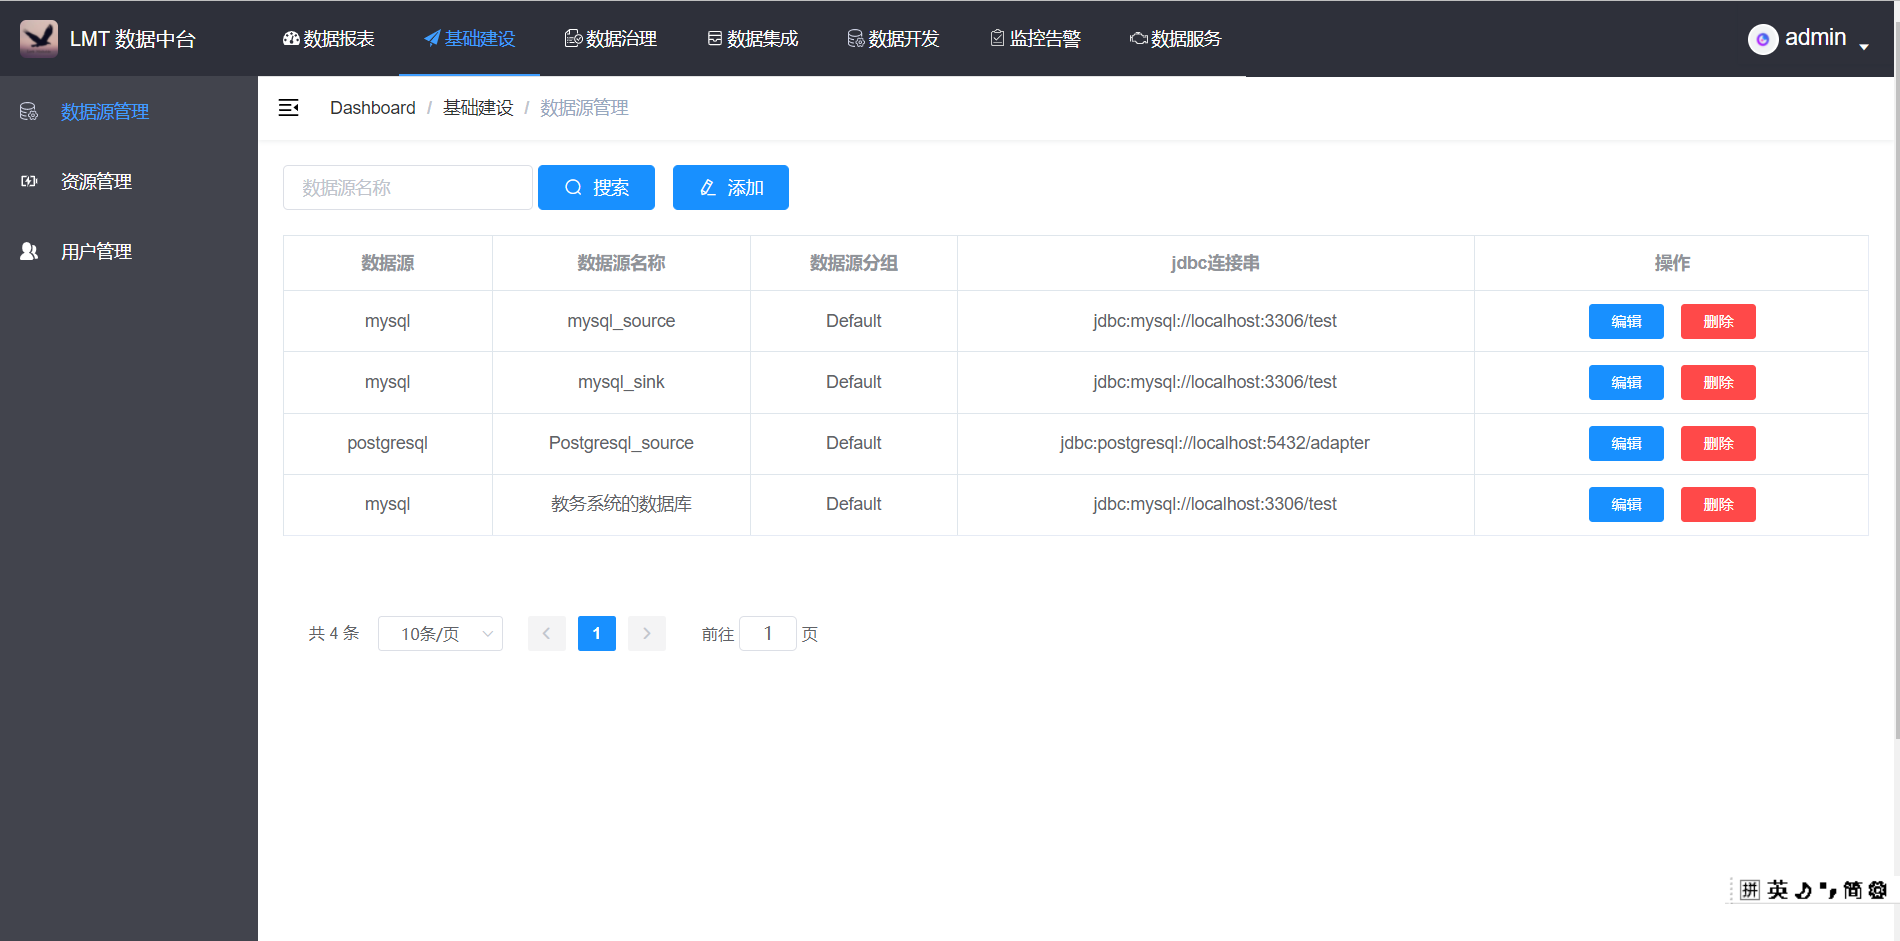 LMT 数据中台
数据报表 基础建设 数据治理 数据集成 数据开发 监控告警 数据服务
admin
数据源管理
资源管理
用户管理
Dashboard / 基础建设 / 数据源管理
数据源名称 搜索 添加
数据源 数据源名称 数据源分组 jdbc连接串 操作
mysql mysql_source Default jdbc:mysql://localhost:3306/test 编辑 删除
mysql mysql_sink Default jdbc:mysql://localhost:3306/test 编辑 删除
postgresql Postgresql_source Default jdbc:postgresql://localhost:5432/adapter 编辑 删除
mysql 教务系统的数据库 Default jdbc:mysql://localhost:3306/test 编辑 删除
共 4 条 10条/页 1 前往 1 页
拼 英 简